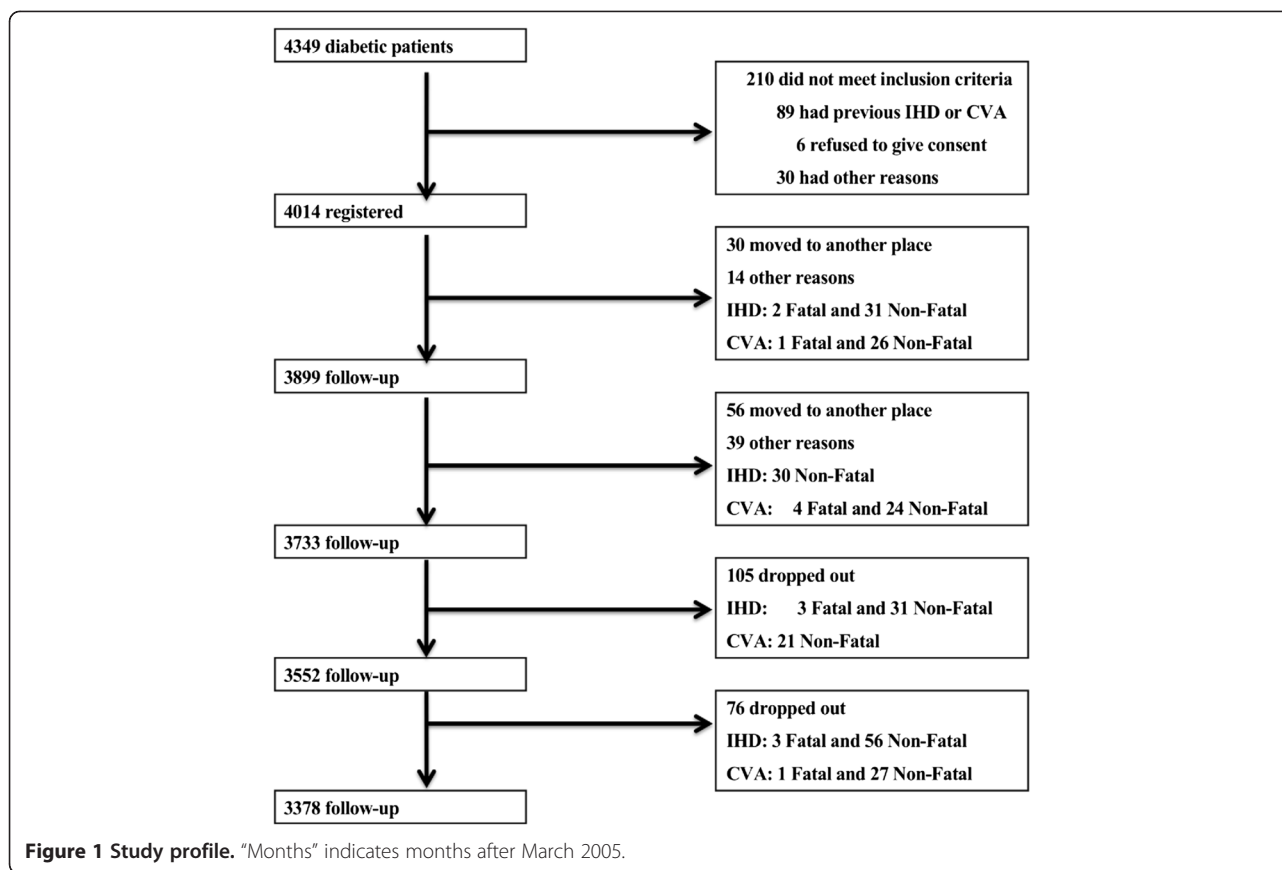 4349 diabetic patients
210 did not meet inclusion criteria
89 had previous IHD or CVA
6 refused to give consent
30 had other reasons
4014 registered
30 moved to another place
14 other reasons
IHD: 2 Fatal and 31 Non-Fatal
CVA: 1 Fatal and 26 Non-Fatal
3899 follow-up
56 moved to another place
39 other reasons
IHD: 30 Non-Fatal
CVA: 4 Fatal and 24 Non-Fatal
3733 follow-up
105 dropped out
IHD: 3 Fatal and 31 Non-Fatal
CVA: 21 Non-Fatal
3552 follow-up
76 dropped out
IHD: 3 Fatal and 56 Non-Fatal
CVA: 1 Fatal and 27 Non-Fatal
3378 follow-up
Figure 1 Study profile. “Months” indicates months after March 2005.